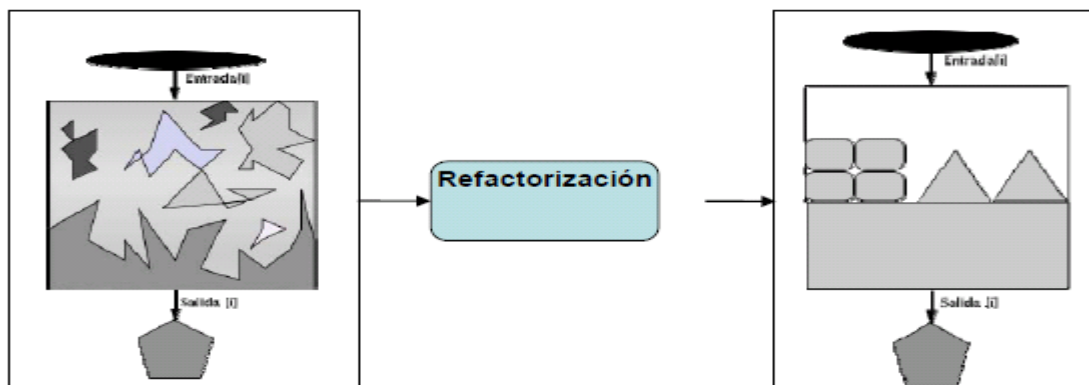 Entrada[i]
Salida [i]
Refactorización
Entrada[i]
Salida .[i]